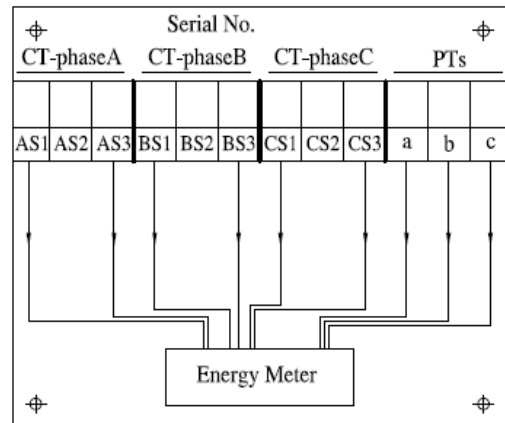 Serial No.
CT-phaseA CT-phaseB CT-phaseC PTs
AS1 AS2 AS3 BS1 BS2 BS3 CS1 CS2 CS3 a b c
Energy Meter